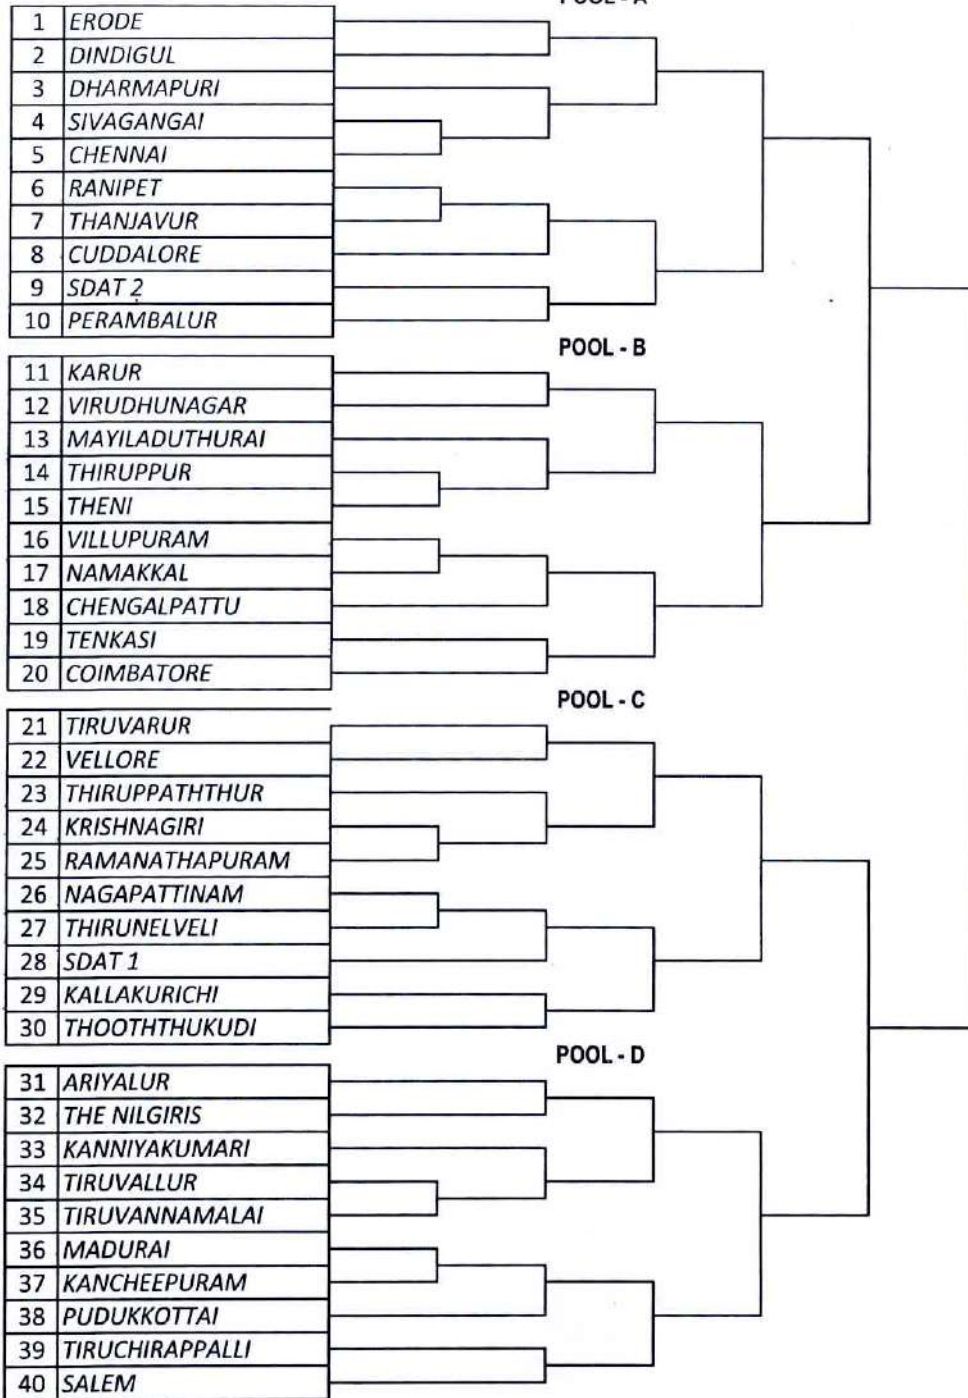 POOL - A
1 ERODE
2 DINDIGUL
3 DHARMAPURI
4 SIVAGANGAI
5 CHENNAI
6 RANIPET
7 THANJAVUR
8 CUDDALORE
9 SDAT 2
10 PERAMBALUR
POOL - B
11 KARUR
12 VIRUDHUNAGAR
13 MAYILADUTHURAI
14 THIRUPPUR
15 THENI
16 VILLUPURAM
17 NAMAKKAL
18 CHENGALPATTU
19 TENKASI
20 COIMBATORE
POOL - C
21 TIRUVARUR
22 VELLORE
23 THIRUPPATHTHUR
24 KRISHNAGIRI
25 RAMANATHAPURAM
26 NAGAPATTINAM
27 THIRUNELVELI
28 SDAT 1
29 KALLAKURICHI
30 THOOTHTHUKUDI
POOL - D
31 ARIYALUR
32 THE NILGIRIS
33 KANNIYAKUMARI
34 TIRUVALLUR
35 TIRUVANNAMALAI
36 MADURAI
37 KANCHEEPURAM
38 PUDUKKOTTAI
39 TIRUCHIRAPPALLI
40 SALEM